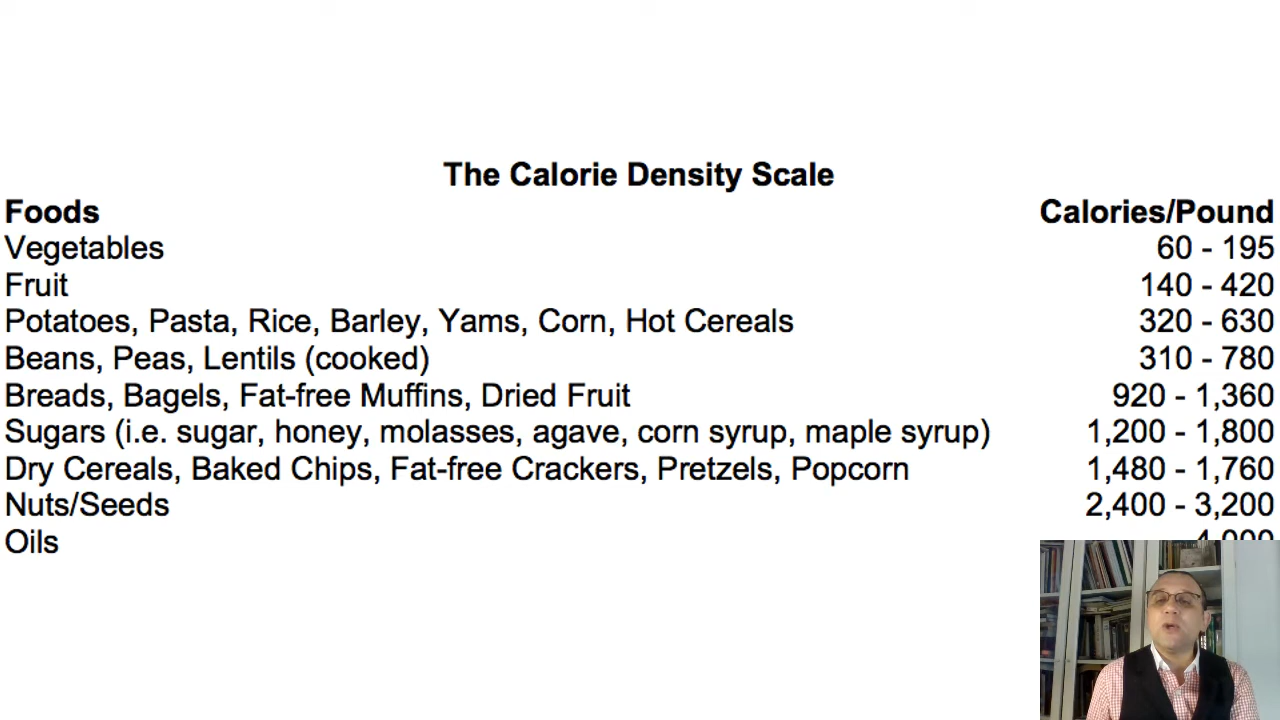 The Calorie Density Scale
Foods Calories/Pound
Vegetables 60 - 195
Fruit 140 - 420
Potatoes, Pasta, Rice, Barley, Yams, Corn, Hot Cereals 320 - 630
Beans, Peas, Lentils (cooked) 310 - 780
Breads, Bagels, Fat-free Muffins, Dried Fruit 920 - 1,360
Sugars (i.e. sugar, honey, molasses, agave, corn syrup, maple syrup) 1,200 - 1,800
Dry Cereals, Baked Chips, Fat-free Crackers, Pretzels, Popcorn 1,480 - 1,760
Nuts/Seeds 2,400 - 3,200
Oils 4,000